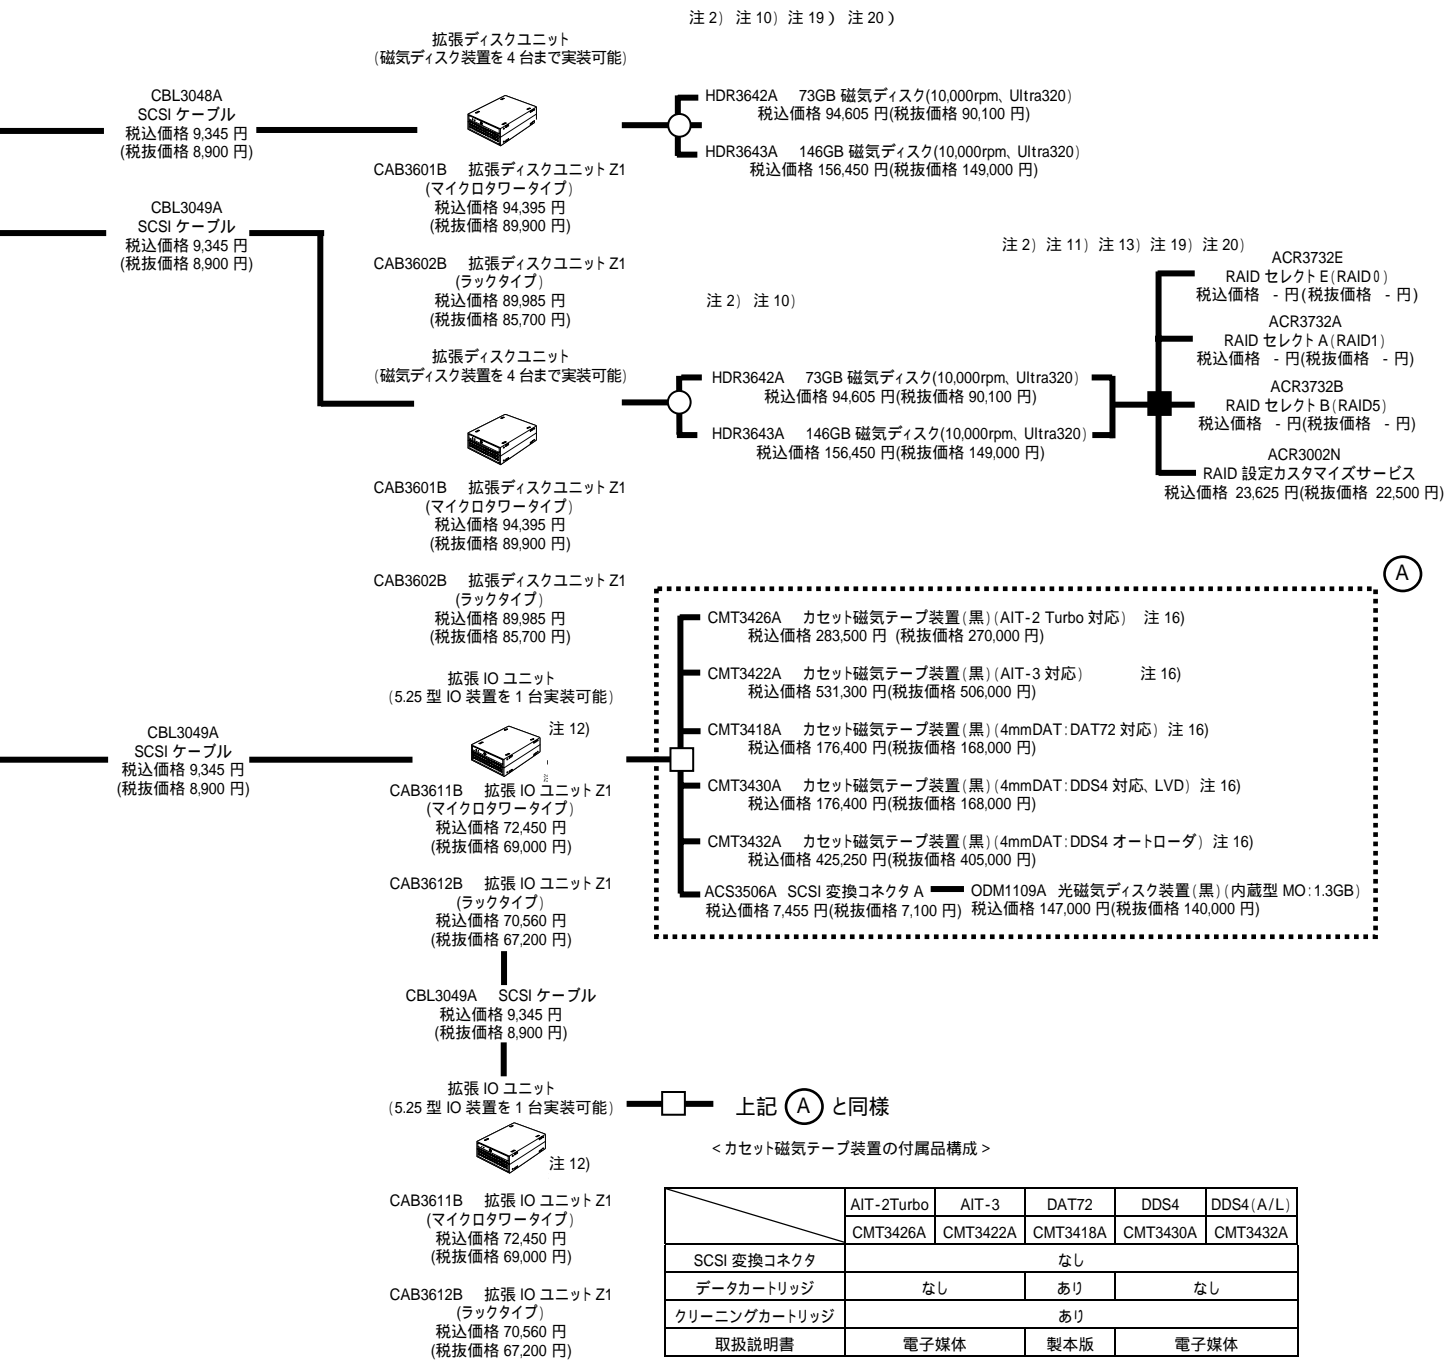 注 2） 注 10） 注 19） 注 20）
拡張ディスクユニット
(磁気ディスク装置を 4 台まで実装可能)
CBL3048A
SCSI ケーブル
税込価格 9,345 円
(税抜価格 8,900 円)
HDR3642A 73GB 磁気ディスク(10,000rpm、Ultra320)
税込価格 94,605 円(税抜価格 90,100 円)
HDR3643A 146GB 磁気ディスク(10,000rpm、Ultra320)
税込価格 156,450 円(税抜価格 149,000 円)
CAB3601B 拡張ディスクユニット Z1
(マイクロタワータイプ)
税込価格 94,395 円
(税抜価格 89,900 円)
CBL3049A
SCSI ケーブル
税込価格 9,345 円
(税抜価格 8,900 円)
CAB3602B 拡張ディスクユニット Z1
(ラックタイプ)
税込価格 89,985 円
(税抜価格 85,700 円)
注 2） 注 10）
注 2） 注 11） 注 13） 注 19） 注 20）
ACR3732E
RAID セレクト E(RAID0)
税込価格 - 円(税抜価格 - 円)
ACR3732A
RAID セレクト A(RAID1)
税込価格 - 円(税抜価格 - 円)
ACR3732B
RAID セレクト B(RAID5)
税込価格 - 円(税抜価格 - 円)
ACR3002N
RAID 設定カスタマイズサービス
税込価格 23,625 円(税抜価格 22,500 円)
拡張ディスクユニット
(磁気ディスク装置を 4 台まで実装可能)
HDR3642A 73GB 磁気ディスク(10,000rpm、Ultra320)
税込価格 94,605 円(税抜価格 90,100 円)
HDR3643A 146GB 磁気ディスク(10,000rpm、Ultra320)
税込価格 156,450 円(税抜価格 149,000 円)
CAB3601B 拡張ディスクユニット Z1
(マイクロタワータイプ)
税込価格 94,395 円
(税抜価格 89,900 円)
CAB3602B 拡張ディスクユニット Z1
(ラックタイプ)
税込価格 89,985 円
(税抜価格 85,700 円)
A
CMT3426A カセット磁気テープ装置(黒)(AIT-2 Turbo 対応) 注 16)
税込価格 283,500 円 (税抜価格 270,000 円)
CMT3422A カセット磁気テープ装置(黒)(AIT-3 対応) 注 16)
税込価格 531,300 円(税抜価格 506,000 円)
CMT3418A カセット磁気テープ装置(黒)(4mmDAT:DAT72 対応) 注 16)
税込価格 176,400 円(税抜価格 168,000 円)
CMT3430A カセット磁気テープ装置(黒)(4mmDAT:DDS4 対応、LVD) 注 16)
税込価格 176,400 円(税抜価格 168,000 円)
CMT3432A カセット磁気テープ装置(黒)(4mmDAT:DDS4 オートローダ) 注 16)
税込価格 425,250 円(税抜価格 405,000 円)
ACS3506A SCSI 変換コネクタ A ODM1109A 光磁気ディスク装置(黒)(内蔵型 MO:1.3GB)
税込価格 7,455 円(税抜価格 7,100 円) 税込価格 147,000 円(税抜価格 140,000 円)
拡張 IO ユニット
(5.25 型 IO 装置を 1 台実装可能)
注 12)
CBL3049A
SCSI ケーブル
税込価格 9,345 円
(税抜価格 8,900 円)
CAB3611B 拡張 IO ユニット Z1
(マイクロタワータイプ)
税込価格 72,450 円
(税抜価格 69,000 円)
CAB3612B 拡張 IO ユニット Z1
(ラックタイプ)
税込価格 70,560 円
(税抜価格 67,200 円)
CBL3049A SCSI ケーブル
税込価格 9,345 円
(税抜価格 8,900 円)
拡張 IO ユニット
(5.25 型 IO 装置を 1 台実装可能)
上記 A と同様
注 12)
CAB3611B 拡張 IO ユニット Z1
(マイクロタワータイプ)
税込価格 72,450 円
(税抜価格 69,000 円)
CAB3612B 拡張 IO ユニット Z1
(ラックタイプ)
税込価格 70,560 円
(税抜価格 67,200 円)
<カセット磁気テープ装置の付属品構成>
AIT-2Turbo AIT-3 DAT72 DDS4 DDS4(A/L)
CMT3426A CMT3422A CMT3418A CMT3430A CMT3432A
SCSI 変換コネクタ なし
データカートリッジ なし あり なし
クリーニングカートリッジ あり
取扱説明書 電子媒体 製本版 電子媒体